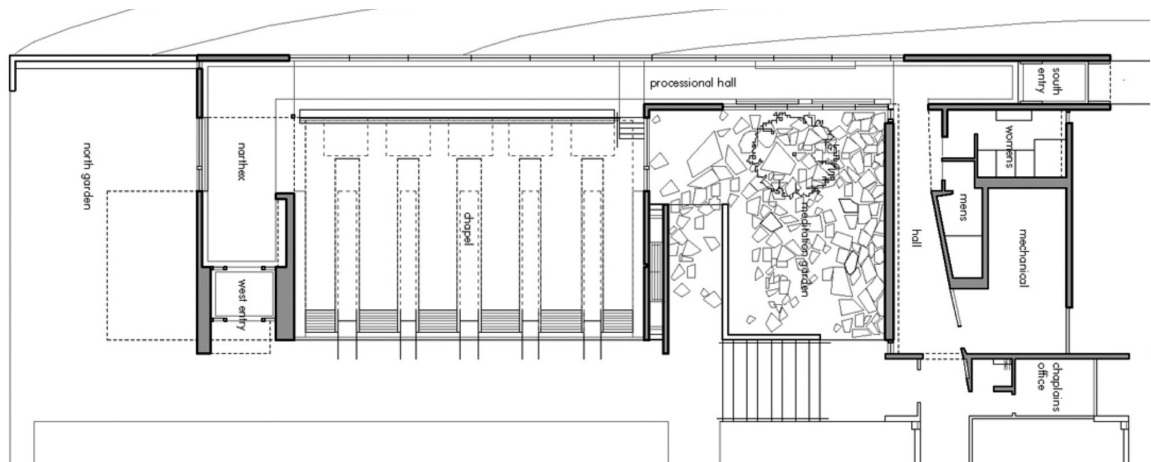 processional hall
south
entry
womens
north garden
narthex
chapel
meditation garden
hall
mens
mechanical
west entry
chaplains
office